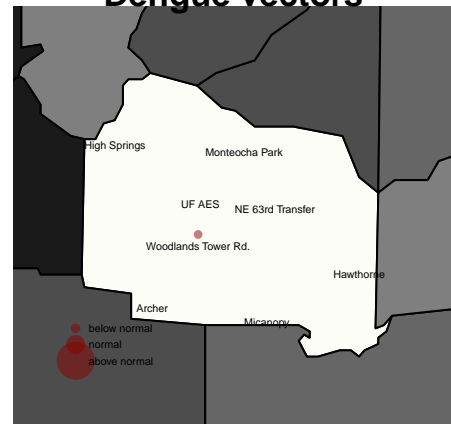 Dengue vectors
High Springs
Monteocha Park
UF AES
NE 63rd Transfer
Woodlands Tower Rd.
Hawthorne
Archer
Micanopy
below normal
normal
above normal